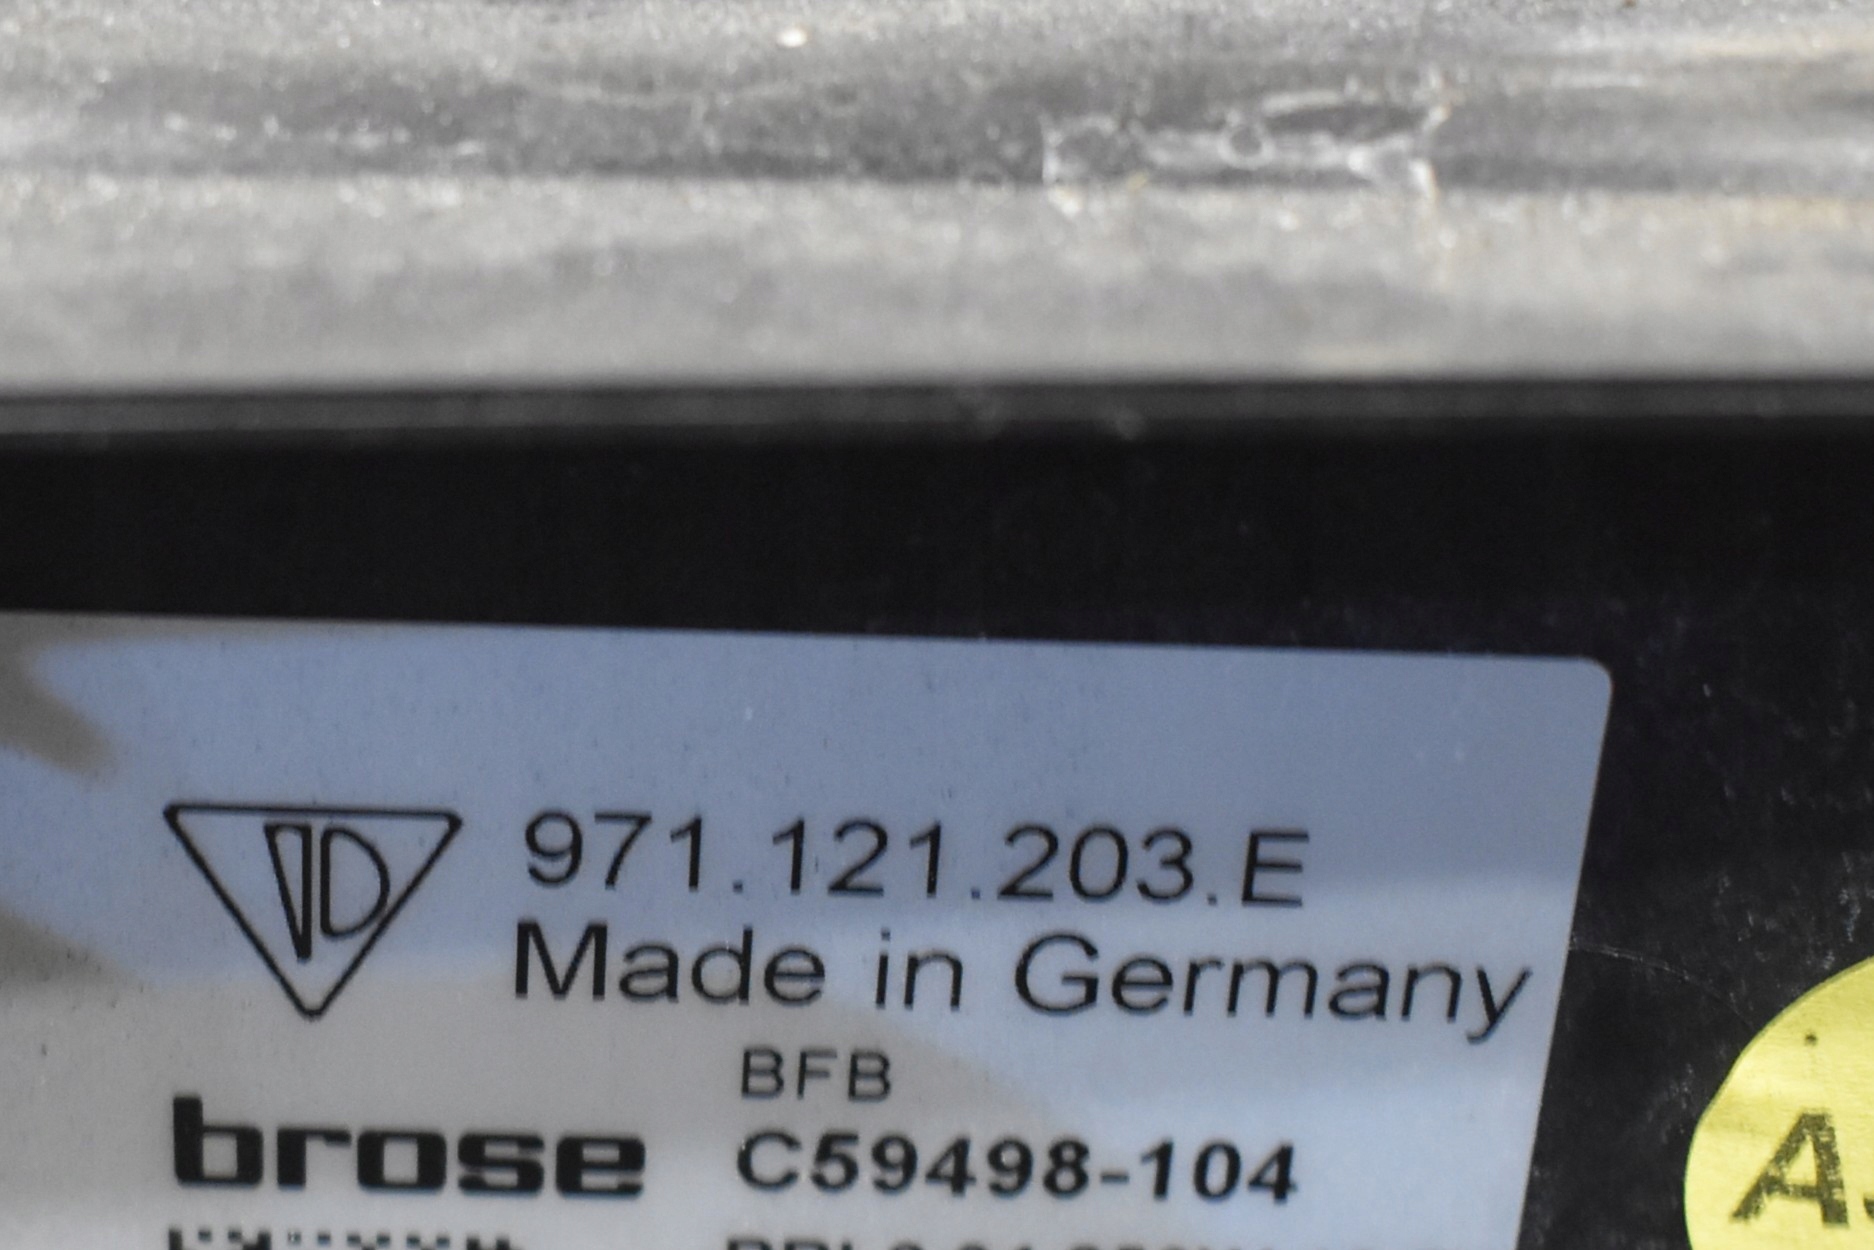 971.121.203.E
Made in Germany
BFB
brose
C59498-104